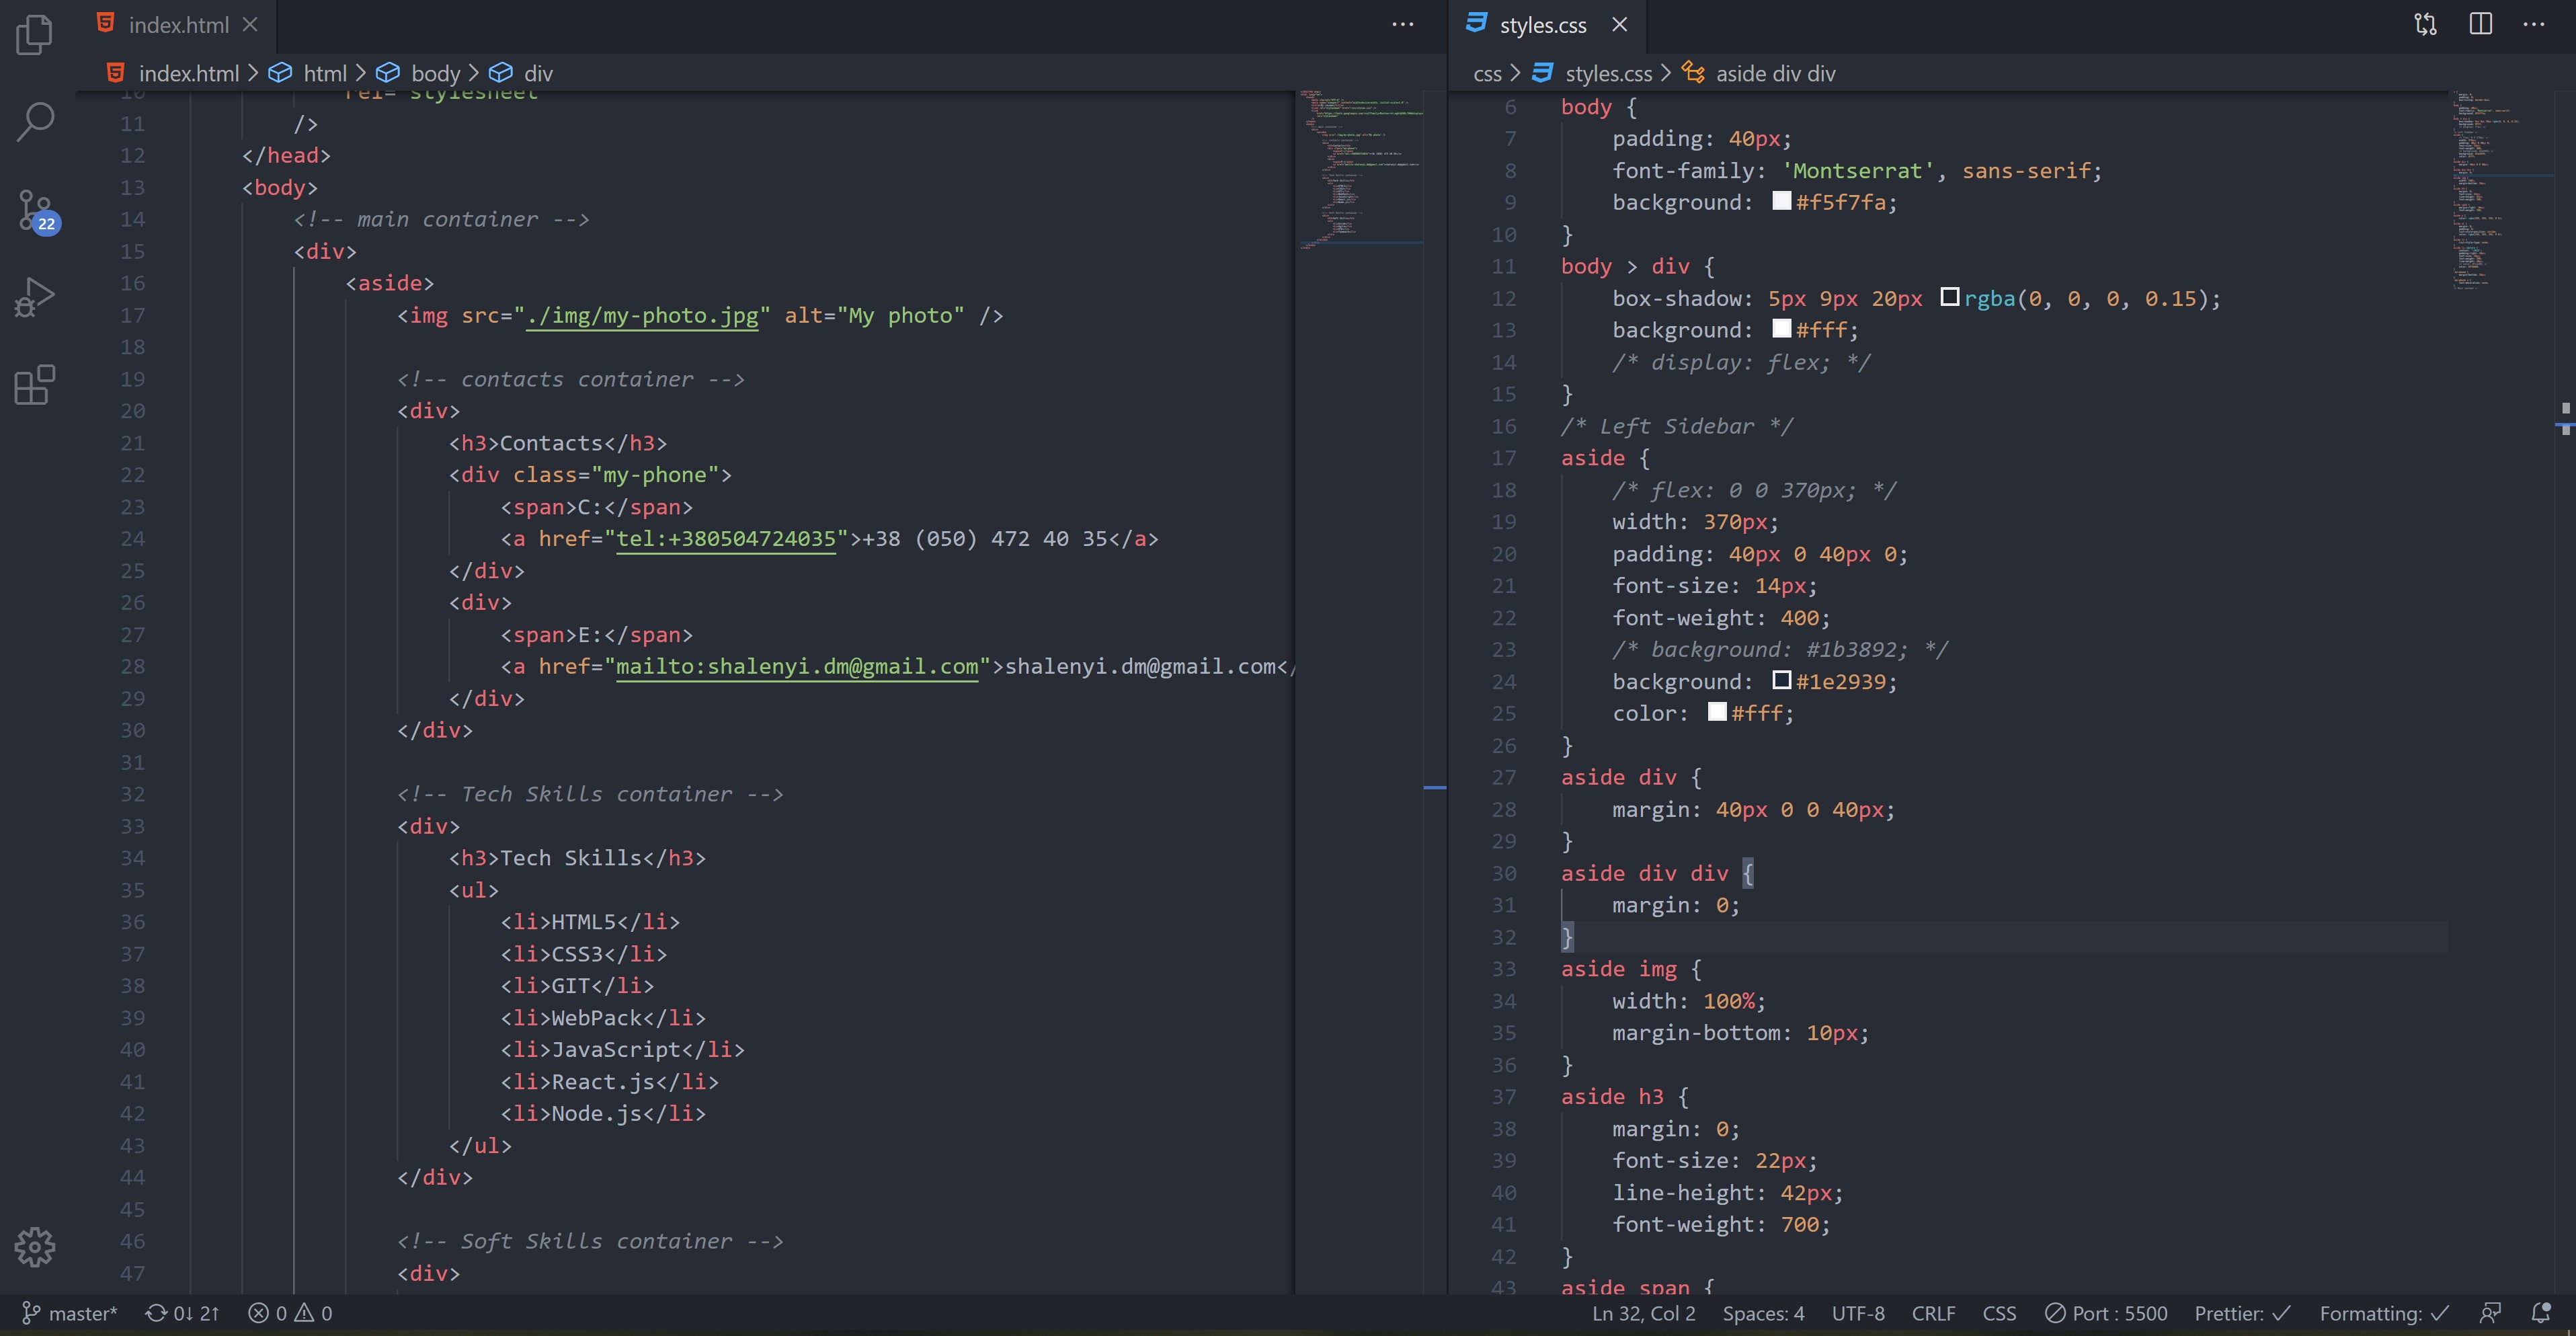 index.html
styles.css
index.html > html > body > div
css > styles.css > aside div div
22
10 rel="stylesheet"
11 />
12 </head>
13 <body>
14 <!-- main container -->
15 <div>
16 <aside>
17 <img src="./img/my-photo.jpg" alt="My photo" />
18
19 <!-- contacts container -->
20 <div>
21 <h3>Contacts</h3>
22 <div class="my-phone">
23 <span>C:</span>
24 <a href="tel:+380504724035">+38 (050) 472 40 35</a>
25 </div>
26 <div>
27 <span>E:</span>
28 <a href="mailto:shalenyi.dm@gmail.com">shalenyi.dm@gmail.com</
29 </div>
30 </div>
31
32 <!-- Tech Skills container -->
33 <div>
34 <h3>Tech Skills</h3>
35 <ul>
36 <li>HTML5</li>
37 <li>CSS3</li>
38 <li>GIT</li>
39 <li>WebPack</li>
40 <li>JavaScript</li>
41 <li>React.js</li>
42 <li>Node.js</li>
43 </ul>
44 </div>
45
46 <!-- Soft Skills container -->
47 <div>
6 body {
7 padding: 40px;
8 font-family: 'Montserrat', sans-serif;
9 background: #f5f7fa;
10 }
11 body > div {
12 box-shadow: 5px 9px 20px rgba(0, 0, 0, 0.15);
13 background: #fff;
14 /* display: flex; */
15 }
16 /* Left Sidebar */
17 aside {
18 /* flex: 0 0 370px; */
19 width: 370px;
20 padding: 40px 0 40px 0;
21 font-size: 14px;
22 font-weight: 400;
23 /* background: #1b3892; */
24 background: #1e2939;
25 color: #fff;
26 }
27 aside div {
28 margin: 40px 0 0 40px;
29 }
30 aside div div {
31 margin: 0;
32 }
33 aside img {
34 width: 100%;
35 margin-bottom: 10px;
36 }
37 aside h3 {
38 margin: 0;
39 font-size: 22px;
40 line-height: 42px;
41 font-weight: 700;
42 }
43 aside span {
master* 0↓ 2↑ 0 0
Ln 32, Col 2 Spaces: 4 UTF-8 CRLF CSS Port : 5500 Prettier: ✓ Formatting: ✓